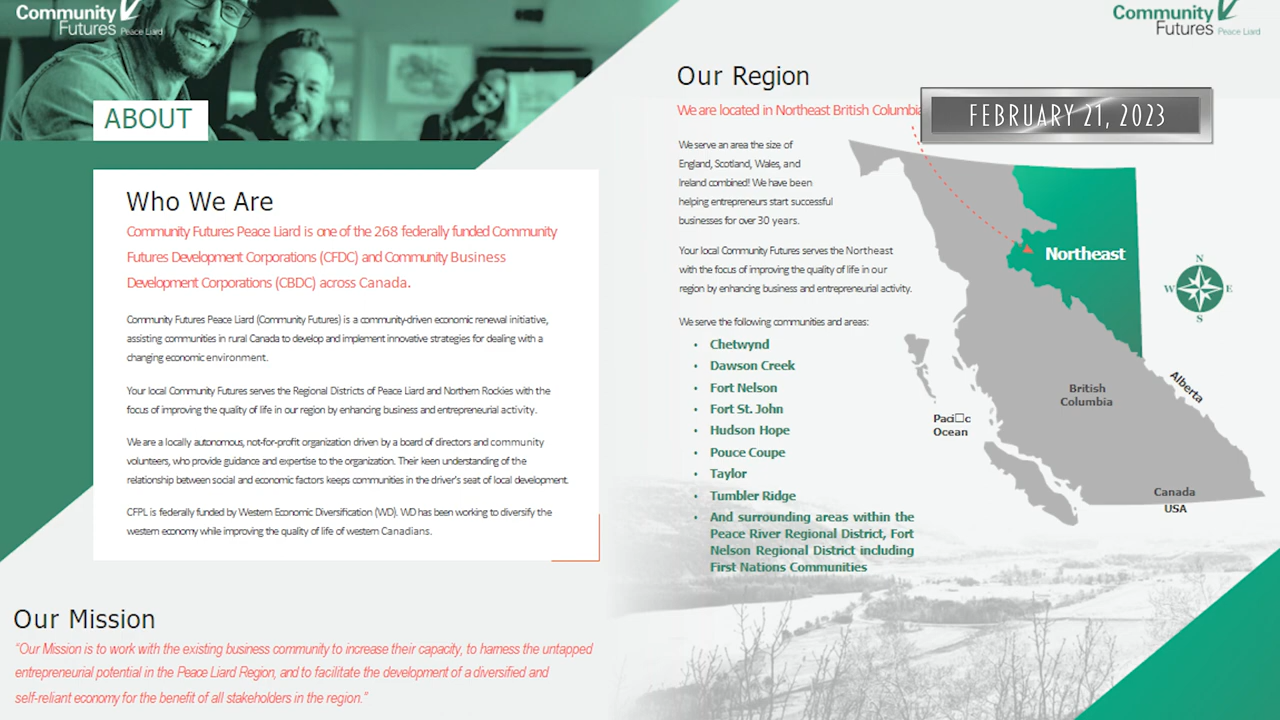 Community
Futures Peace Liard
ABOUT
Who We Are
Community Futures Peace Liard is one of the 268 federally funded Community
Futures Development Corporations (CFDC) and Community Business
Development Corporations (CBDC) across Canada.
Community Futures Peace Liard (Community Futures) is a community-driven economic renewal initiative,
assisting communities in rural Canada to develop and implement innovative strategies for dealing with a
changing economic environment.
Your local Community Futures serves the Regional Districts of Peace Liard and Northern Rockies with the
focus of improving the quality of life in our region by enhancing business and entrepreneurial activity.
We are a locally autonomous, not-for-profit organization driven by a board of directors and community
volunteers, who provide guidance and expertise to the organization. Their keen understanding of the
relationship between social and economic factors keeps communities in the driver's seat of local development.
CFPL is federally funded by Western Economic Diversification (WD). WD has been working to diversify the
western economy while improving the quality of life of western Canadians.
Our Mission
"Our Mission is to work with the existing business community to increase their capacity, to harness the untapped
entrepreneurial potential in the Peace Liard Region, and to facilitate the development of a diversified and
self-reliant economy for the benefit of all stakeholders in the region."
Community
Futures Peace Liard
Our Region
We are located in Northeast British Columbia
FEBRUARY 21, 2023
We serve an area the size of
England, Scotland, Wales, and
Ireland combined! We have been
helping entrepreneurs start successful
businesses for over 30 years.
Your local Community Futures serves the Northeast
with the focus of improving the quality of life in our
region by enhancing business and entrepreneurial activity.
We serve the following communities and areas:
• Chetwynd
• Dawson Creek
• Fort Nelson
• Fort St. John
• Hudson Hope
• Pouce Coupe
• Taylor
• Tumbler Ridge
• And surrounding areas within the
Peace River Regional District, Fort
Nelson Regional District including
First Nations Communities
Northeast
N
W E
S
British
Columbia
Alberta
Paci□c
Ocean
Canada
USA